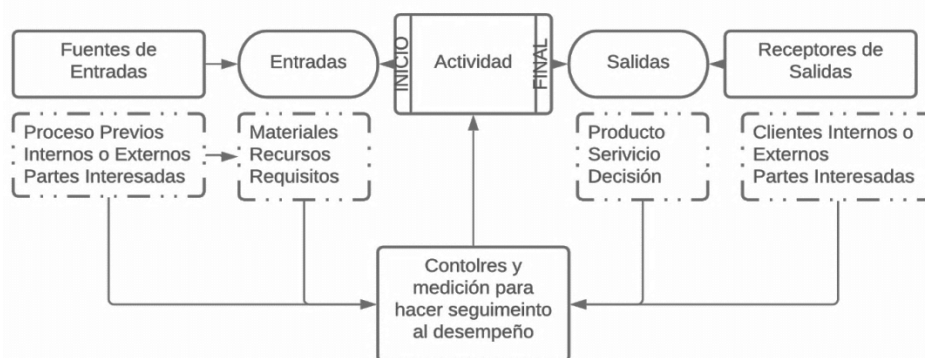 Fuentes de
Entradas
Entradas
INICIO
Actividad
FINAL
Salidas
Receptores de
Salidas
Proceso Previos
Internos o Externos
Partes Interesadas
Materiales
Recursos
Requisitos
Producto
Serivicio
Decisión
Clientes Internos o
Externos
Partes Interesadas
Contolres y
medición para
hacer seguimeinto
al desempeño